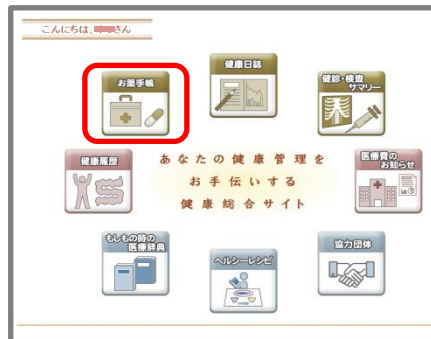 こんにちは、さん
健康日誌
お薬手帳
健診・検査
サマリー
健康履歴
あなたの健康管理を
お手伝いする
健康総合サイト
医療費の
お知らせ
もしもの時の
医療辞典
ヘルシーレシピ
協力団体